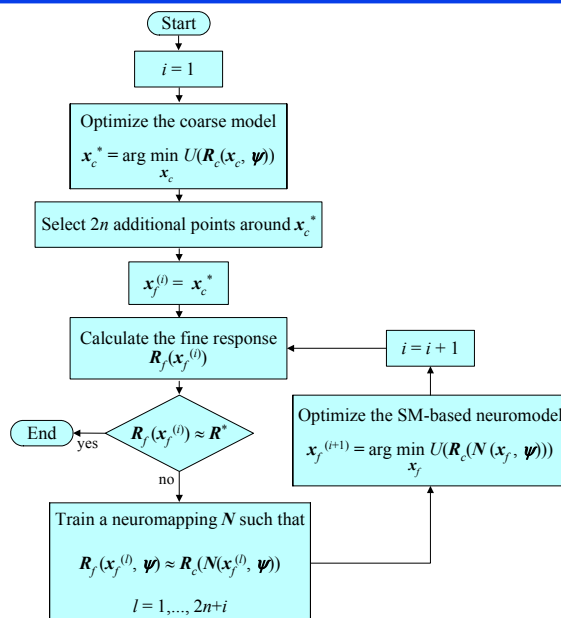 Start
i = 1
Optimize the coarse model
x_c^* = arg min U(R_c(x_c, ψ))
x_c
Select 2n additional points around x_c^*
x_f^(i) = x_c^*
Calculate the fine response
R_f(x_f^(i))
i = i + 1
R_f(x_f^(i)) ≈ R^*
End
yes
no
Optimize the SM-based neuromodel
x_f^(i+1) = arg min U(R_c(N (x_f, ψ)))
x_f
Train a neuromapping N such that
R_f(x_f^(l), ψ) ≈ R_c(N(x_f^(l), ψ))
l = 1,..., 2n+i